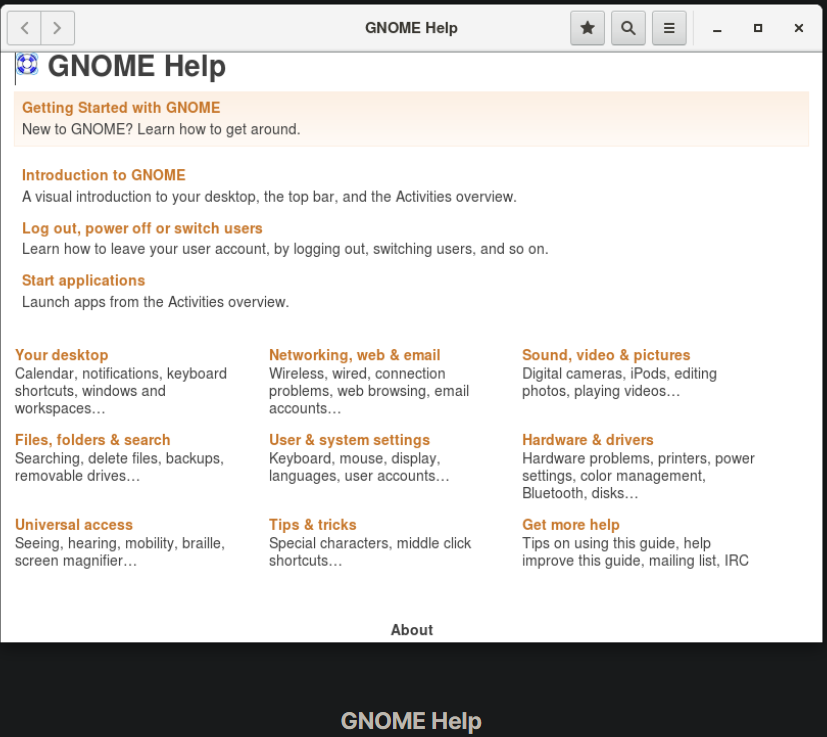 GNOME Help
GNOME Help
Getting Started with GNOME
New to GNOME? Learn how to get around.
Introduction to GNOME
A visual introduction to your desktop, the top bar, and the Activities overview.
Log out, power off or switch users
Learn how to leave your user account, by logging out, switching users, and so on.
Start applications
Launch apps from the Activities overview.
Your desktop
Calendar, notifications, keyboard
shortcuts, windows and
workspaces…
Networking, web & email
Wireless, wired, connection
problems, web browsing, email
accounts…
Sound, video & pictures
Digital cameras, iPods, editing
photos, playing videos…
Files, folders & search
Searching, delete files, backups,
removable drives…
User & system settings
Keyboard, mouse, display,
languages, user accounts…
Hardware & drivers
Hardware problems, printers, power
settings, color management,
Bluetooth, disks…
Universal access
Seeing, hearing, mobility, braille,
screen magnifier…
Tips & tricks
Special characters, middle click
shortcuts…
Get more help
Tips on using this guide, help
improve this guide, mailing list, IRC
About
GNOME Help